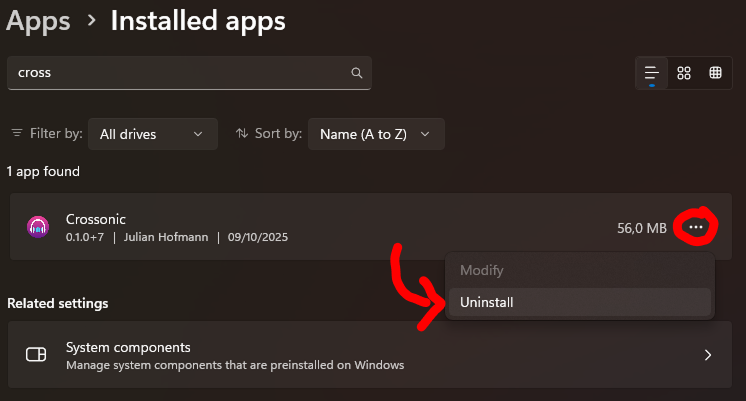 Apps > Installed apps
cross
Filter by: All drives Sort by: Name (A to Z)
1 app found
Crossonic
0.1.0+7 | Julian Hofmann | 09/10/2025
56,0 MB
Modify
Uninstall
Related settings
System components
Manage system components that are preinstalled on Windows